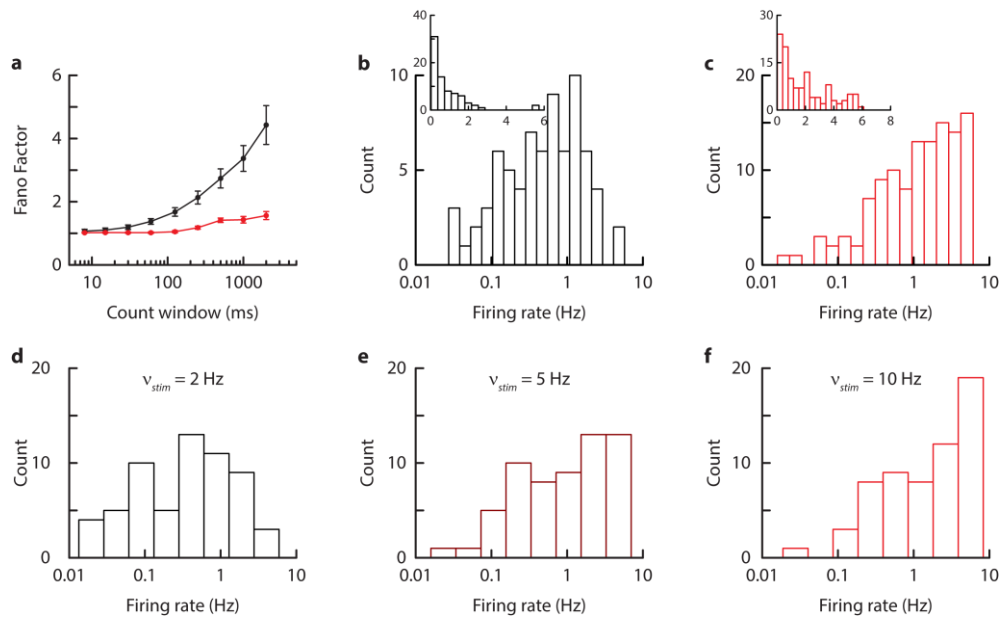 a
6
4
2
0
Fano Factor
10
100
1000
Count window (ms)
b
40
20
0
0 2 4 6
10
5
0
Count
0.01 0.1 1 10
Firing rate (Hz)
c
30
15
0
0 2 4 6 8
20
10
0
Count
0.01 0.1 1 10
Firing rate (Hz)
d
ν_stim = 2 Hz
20
10
0
Count
0.01 0.1 1 10
Firing rate (Hz)
e
ν_stim = 5 Hz
20
10
0
Count
0.01 0.1 1 10
Firing rate (Hz)
f
ν_stim = 10 Hz
20
10
0
Count
0.01 0.1 1 10
Firing rate (Hz)